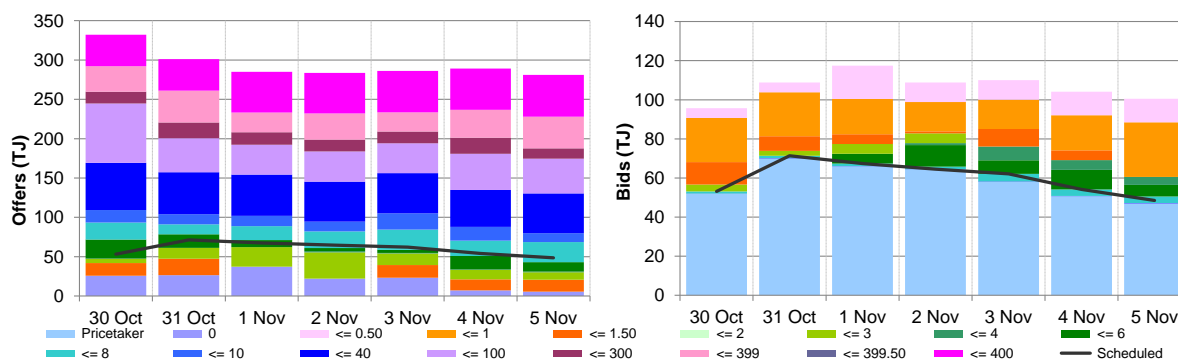 350
300
250
200
150
100
50
0
Offers (TJ)
30 Oct 31 Oct 1 Nov 2 Nov 3 Nov 4 Nov 5 Nov
140
120
100
80
60
40
20
0
Bids (TJ)
30 Oct 31 Oct 1 Nov 2 Nov 3 Nov 4 Nov 5 Nov
Pricetaker 0 <= 0.50 <= 1 <= 1.50 <= 2 <= 3 <= 4 <= 6
<= 8 <= 10 <= 40 <= 100 <= 300 <= 399 <= 399.50 <= 400 Scheduled